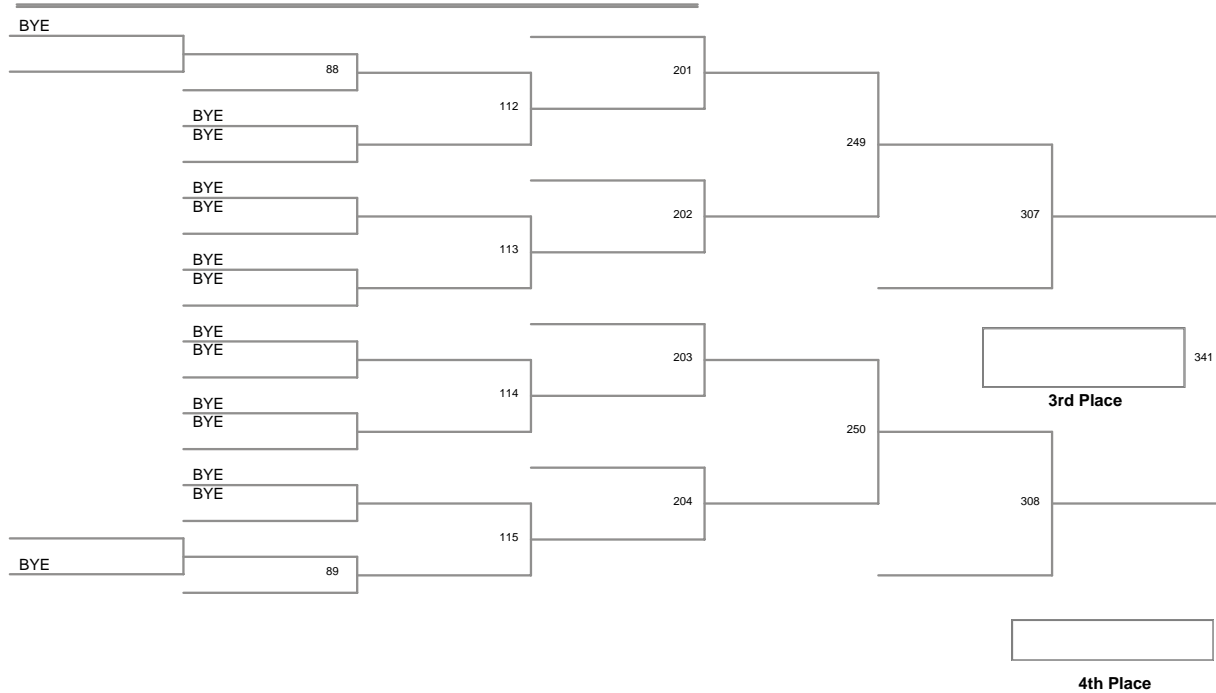 BYE
88
201
112
BYE
BYE
249
BYE
BYE
202
307
113
BYE
BYE
BYE
BYE
203
341
114
3rd Place
BYE
BYE
250
BYE
BYE
204
308
115
BYE
89
4th Place